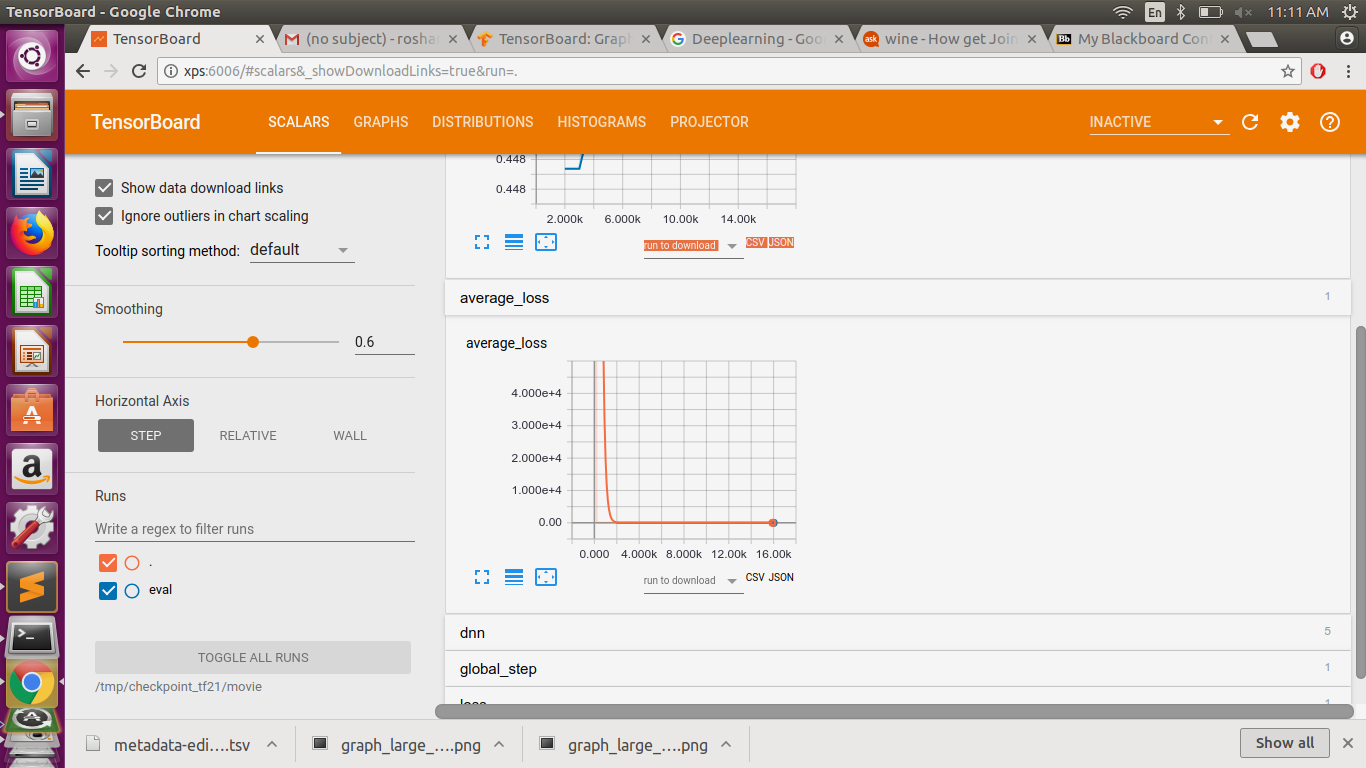 TensorBoard - Google Chrome En 11:11 AM
TensorBoard × (no subject) - rosha × TensorBoard: Grap × Deeplearning - Goo × wine - How get Join × My Blackboard Con ×
xps:6006/#scalars&_showDownloadLinks=true&run=.
TensorBoard SCALARS GRAPHS DISTRIBUTIONS HISTOGRAMS PROJECTOR INACTIVE
Show data download links
Ignore outliers in chart scaling
Tooltip sorting method: default
Smoothing
0.6
Horizontal Axis
STEP RELATIVE WALL
Runs
Write a regex to filter runs
.
eval
TOGGLE ALL RUNS
/tmp/checkpoint_tf21/movie
0.448
0.448
2.000k 6.000k 10.00k 14.00k
run to download CSV JSON
average_loss 1
average_loss
4.000e+4
3.000e+4
2.000e+4
1.000e+4
0.00
0.000 4.000k 8.000k 12.00k 16.00k
run to download CSV JSON
dnn 5
global_step 1
loss 1
metadata-edi....tsv graph_large_....png graph_large_....png Show all